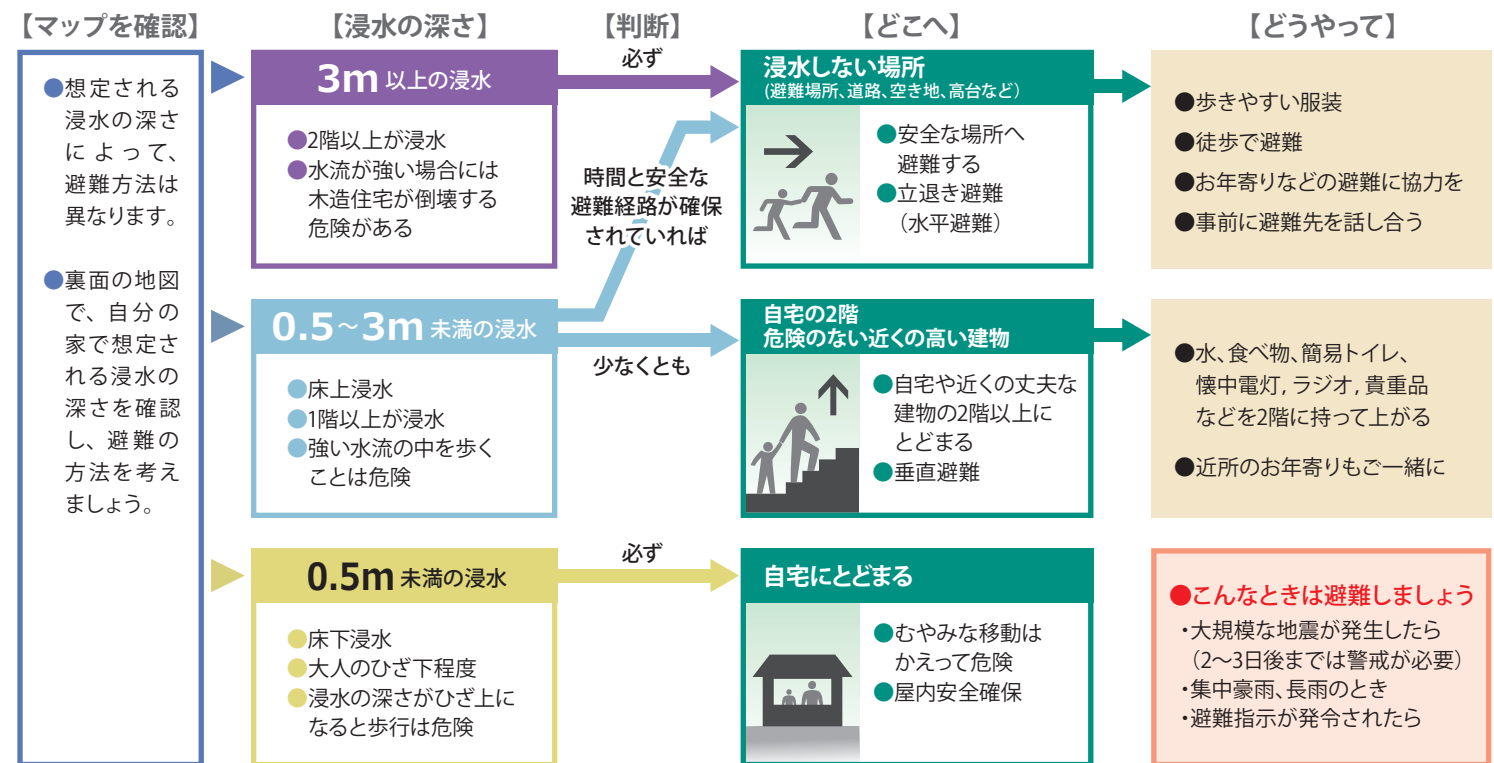 【マップを確認】
【浸水の深さ】
【判断】
【どこへ】
【どうやって】
●想定される
浸水の深さ
によって、
避難方法は
異なります。
●裏面の地図
で、自分の
家で想定さ
れる浸水の
深さを確認
し、避難の
方法を考え
ましょう。
3m 以上の浸水
●2階以上が浸水
●水流が強い場合には
木造住宅が倒壊する
危険がある
必ず
浸水しない場所
(避難場所、道路、空き地、高台など)
●安全な場所へ
避難する
●立退き避難
(水平避難)
●歩きやすい服装
●徒歩で避難
●お年寄りなどの避難に協力を
●事前に避難先を話し合う
時間と安全な
避難経路が確保
されていれば
0.5～3m 未満の浸水
●床上浸水
●1階以上が浸水
●強い水流の中を歩く
ことは危険
少なくとも
自宅の2階
危険のない近くの高い建物
●自宅や近くの丈夫な
建物の2階以上に
とどまる
●垂直避難
●水、食べ物、簡易トイレ、
懐中電灯, ラジオ, 貴重品
などを2階に持って上がる
●近所のお年寄りもご一緒に
0.5m 未満の浸水
●床下浸水
●大人のひざ下程度
●浸水の深さがひざ上に
なると歩行は危険
必ず
自宅にとどまる
●むやみな移動は
かえって危険
●屋内安全確保
●こんなときは避難しましょう
・大規模な地震が発生したら
(2～3日後までは警戒が必要)
・集中豪雨、長雨のとき
・避難指示が発令されたら